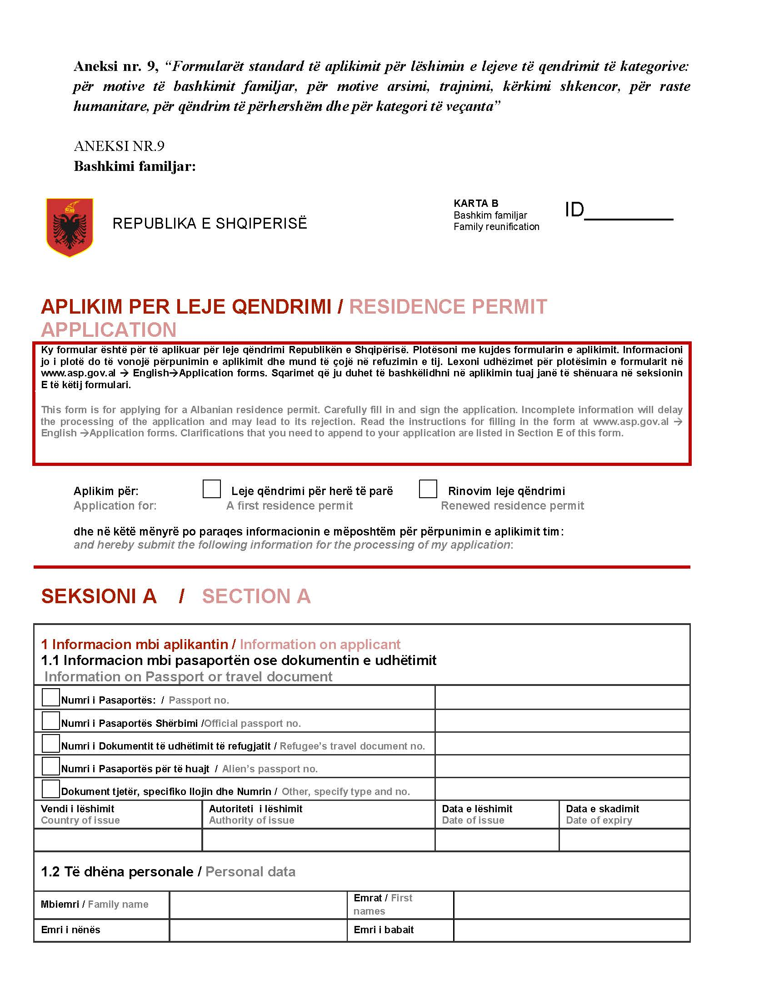 Aneksi nr. 9, “Formularët standard të aplikimit për lëshimin e lejeve të qendrimit të kategorive:
për motive të bashkimit familjar, për motive arsimi, trajnimi, kërkimi shkencor, për raste
humanitare, për qëndrim të përhershëm dhe për kategori të veçanta”
ANEKSI NR.9
Bashkimi familjar:
REPUBLIKA E SHQIPERISË
KARTA B
Bashkim familjar
Family reunification
ID
APLIKIM PER LEJE QENDRIMI / RESIDENCE PERMIT
APPLICATION
Ky formular është për të aplikuar për leje qëndrimi Republikën e Shqipërisë. Plotësoni me kujdes formularin e aplikimit. Informacioni
jo i plotë do të vonojë përpunimin e aplikimit dhe mund të çojë në refuzimin e tij. Lexoni udhëzimet për plotësimin e formularit në
www.asp.gov.al → English→Application forms. Sqarimet që ju duhet të bashkëlidhni në aplikimin tuaj janë të shënuara në seksionin
E të këtij formulari.
This form is for applying for a Albanian residence permit. Carefully fill in and sign the application. Incomplete information will delay
the processing of the application and may lead to its rejection. Read the instructions for filling in the form at www.asp.gov.al →
English →Application forms. Clarifications that you need to append to your application are listed in Section E of this form.
Aplikim për: Leje qëndrimi për herë të parë Rinovim leje qëndrimi
Application for: A first residence permit Renewed residence permit
dhe në këtë mënyrë po paraqes informacionin e mëposhtëm për përpunimin e aplikimit tim:
and hereby submit the following information for the processing of my application:
SEKSIONI A / SECTION A
1 Informacion mbi aplikantin / Information on applicant
1.1 Informacion mbi pasaportën ose dokumentin e udhëtimit
Information on Passport or travel document
Numri i Pasaportës: / Passport no.
Numri i Pasaportës Shërbimi /Official passport no.
Numri i Dokumentit të udhëtimit të refugjatit / Refugee’s travel document no.
Numri i Pasaportës për të huajt / Alien’s passport no.
Dokument tjetër, specifiko llojin dhe Numrin / Other, specify type and no.
Vendi i lëshimit Autoriteti i lëshimit Data e lëshimit Data e skadimit
Country of issue Authority of issue Date of issue Date of expiry
1.2 Të dhëna personale / Personal data
Mbiemri / Family name
Emrat / First
names
Emri i nënës Emri i babait